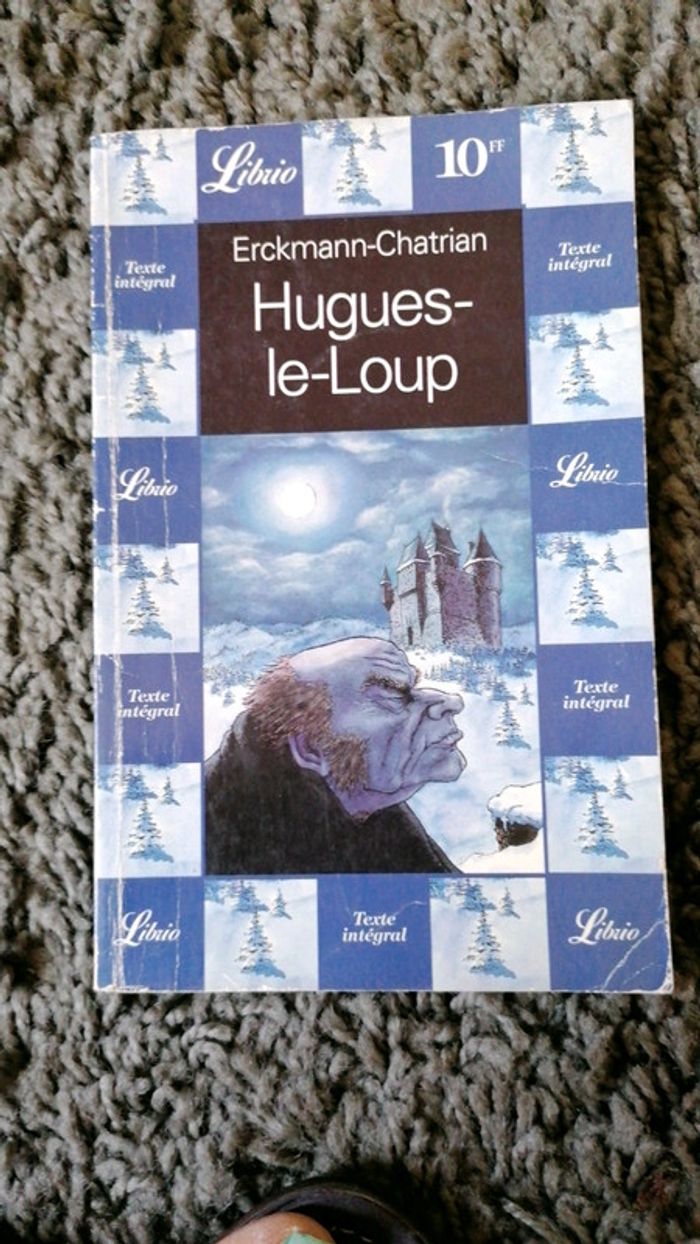 Librio
10FF
Erckmann-Chatrian
Hugues-
le-Loup
Texte
intégral
Texte
intégral
Librio
Librio
Texte
intégral
Texte
intégral
Librio
Texte
intégral
Librio